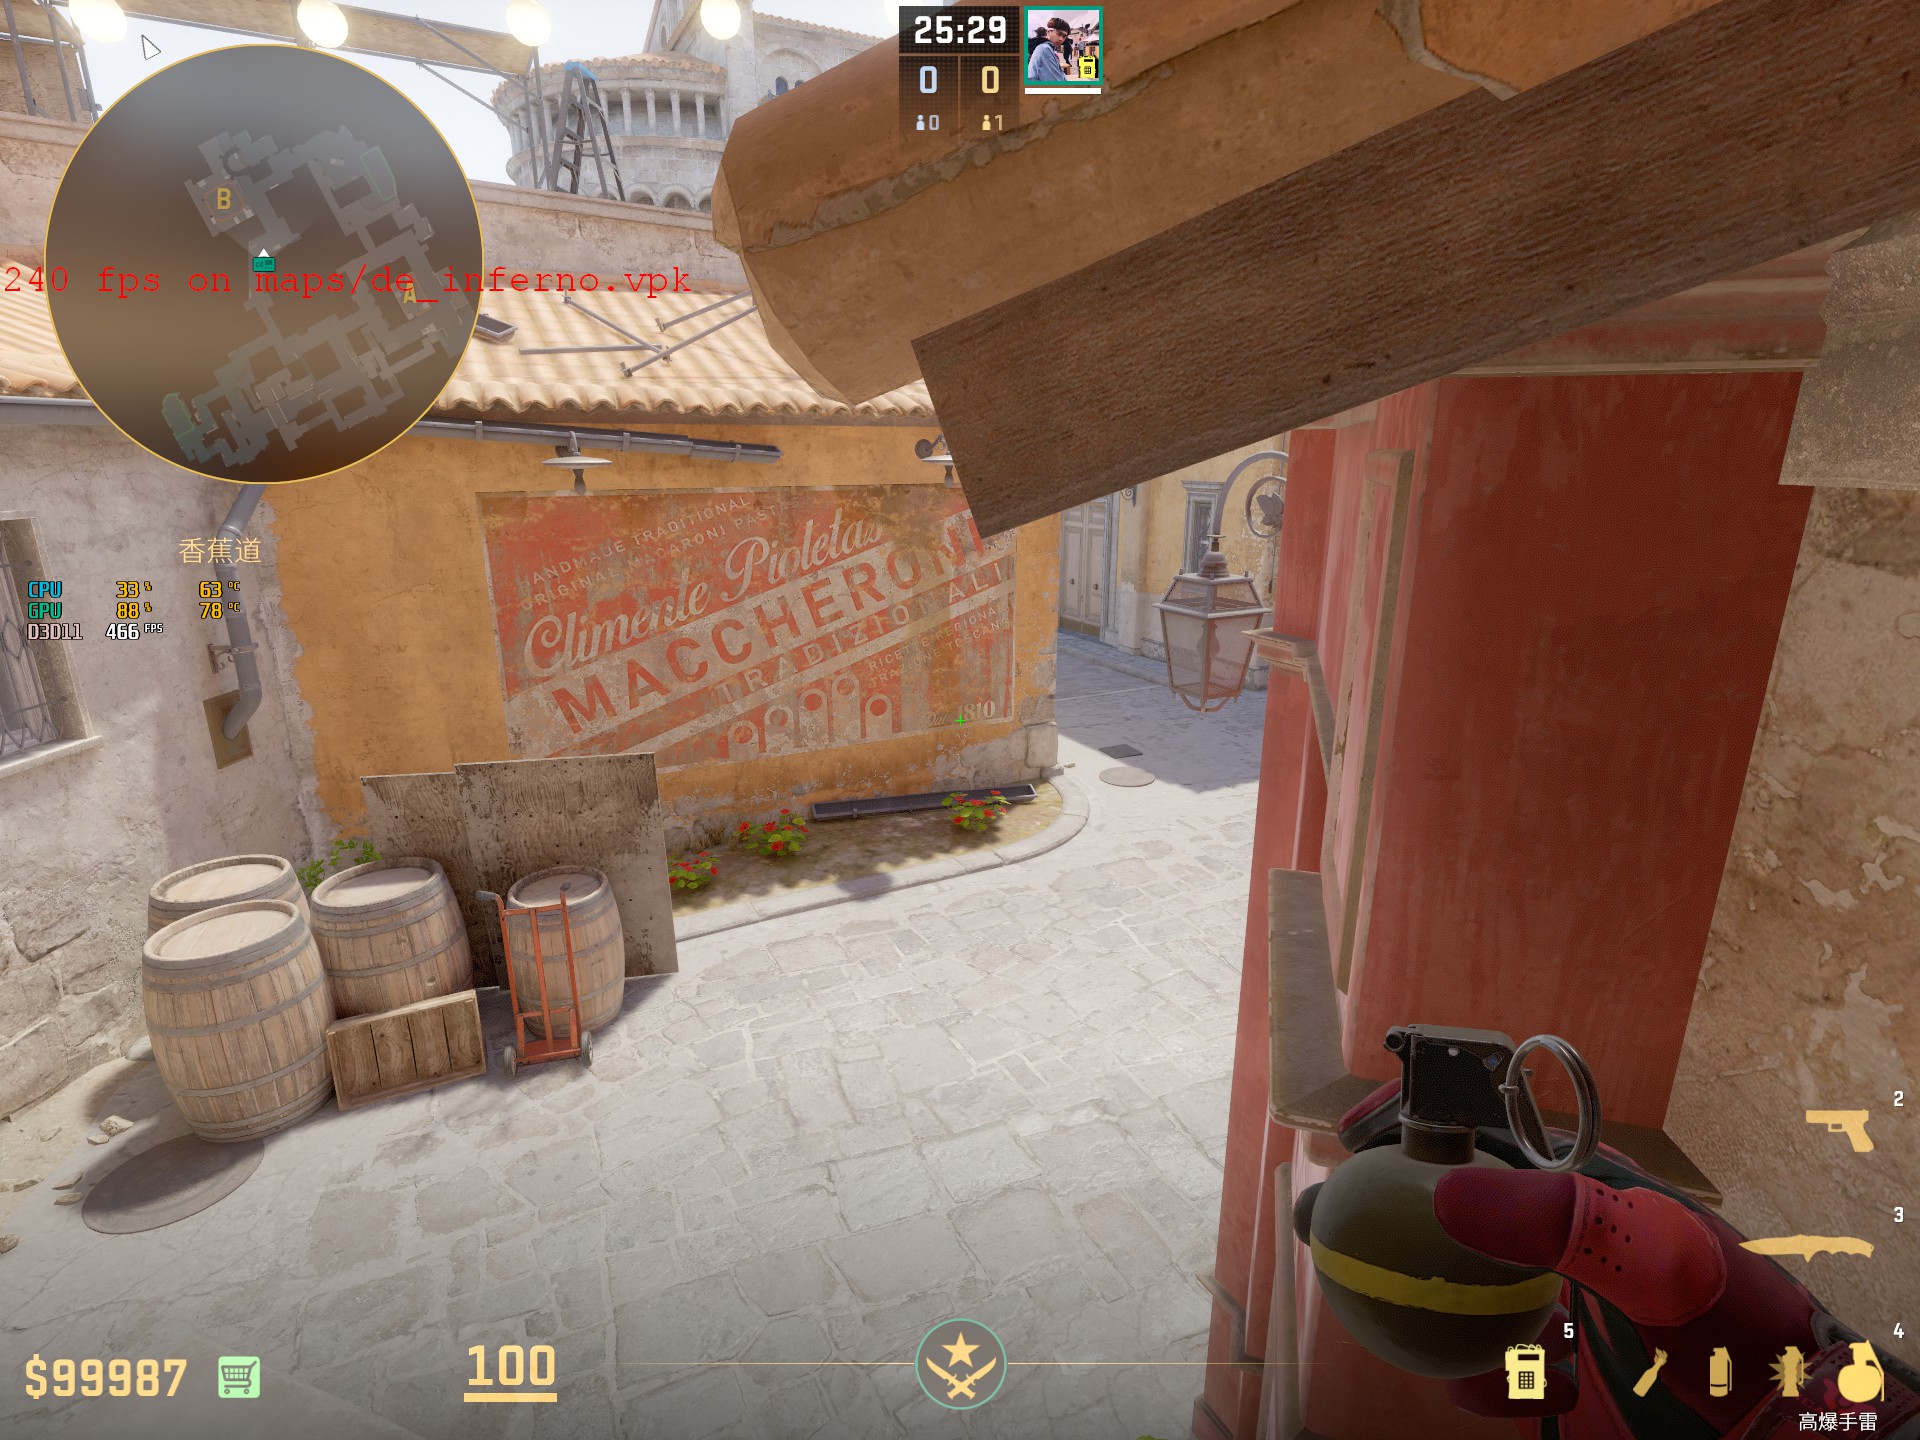 25:29
0 0
0 1
B
240 fps on maps/de_inferno.vpk
A
香蕉道
CPU 33 % 63 °C
GPU 88 % 78 °C
D3D11 466 FPS
HANDMADE TRADITIONAL
ORIGINAL MACARONI PASTA
Climente Pioletas
MACCHERONI
TRADIZIONALI
1810
2
3
5
4
$99987
100
高爆手雷